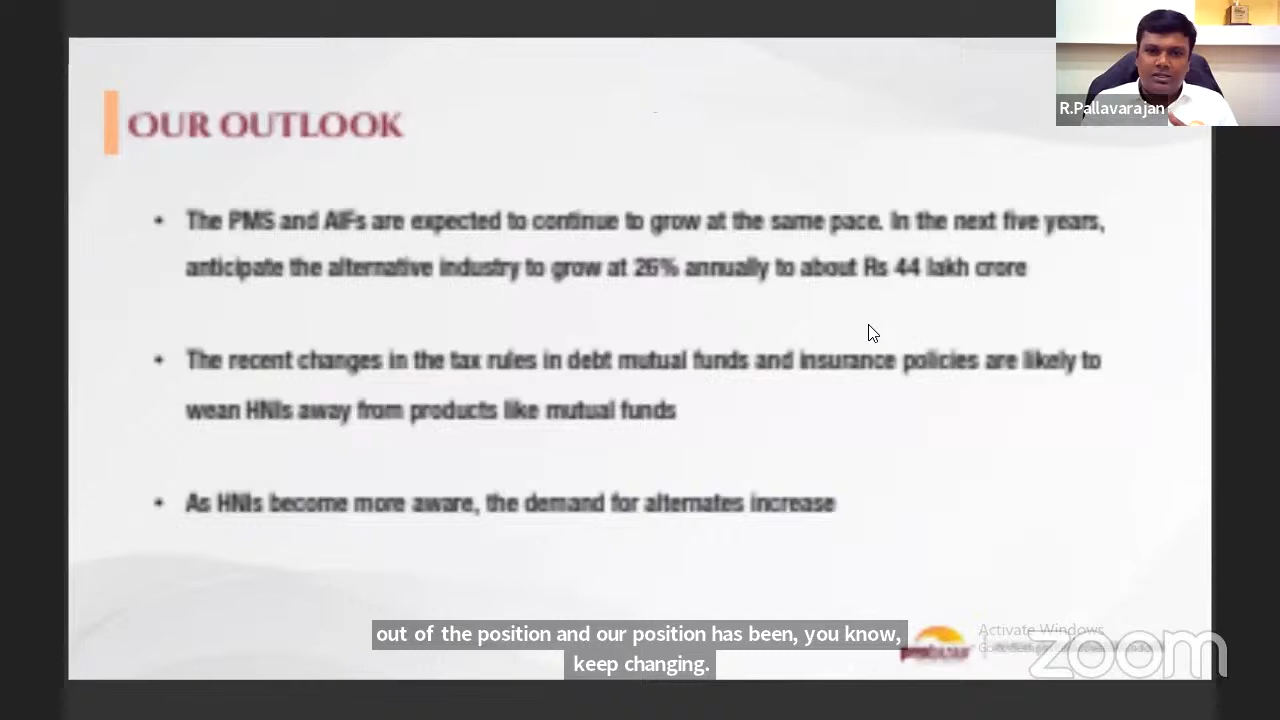 R.Pallavarajan
OUR OUTLOOK
• The PMS and AIFs are expected to continue to grow at the same pace. In the next five years,
anticipate the alternative industry to grow at 26% annually to about Rs 44 lakh crore
• The recent changes in the tax rules in debt mutual funds and insurance policies are likely to
wean HNIs away from products like mutual funds
• As HNIs become more aware, the demand for alternates increase
out of the position and our position has been, you know,
keep changing.
Activate Windows
zoom